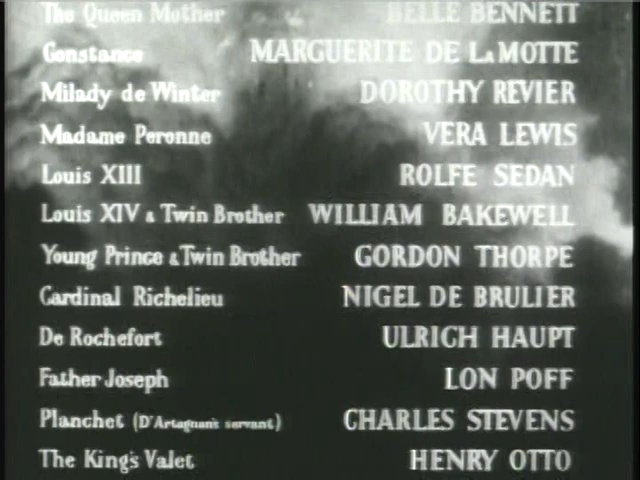 The Queen Mother BELLE BENNETT
Constance MARGUERITE DE LA MOTTE
Milady de Winter DOROTHY REVIER
Madame Peronne VERA LEWIS
Louis XIII ROLFE SEDAN
Louis XIV & Twin Brother WILLIAM BAKEWELL
Young Prince & Twin Brother GORDON THORPE
Cardinal Richelieu NIGEL DE BRULIER
De Rochefort ULRICH HAUPT
Father Joseph LON POFF
Planchet (D'Artagnan's servant) CHARLES STEVENS
The King's Valet HENRY OTTO